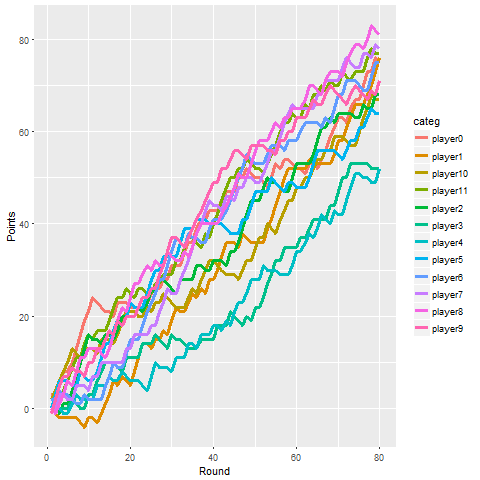 Points
80
60
40
20
0
0
20
40
60
80
Round
categ
player0
player1
player10
player11
player2
player3
player4
player5
player6
player7
player8
player9